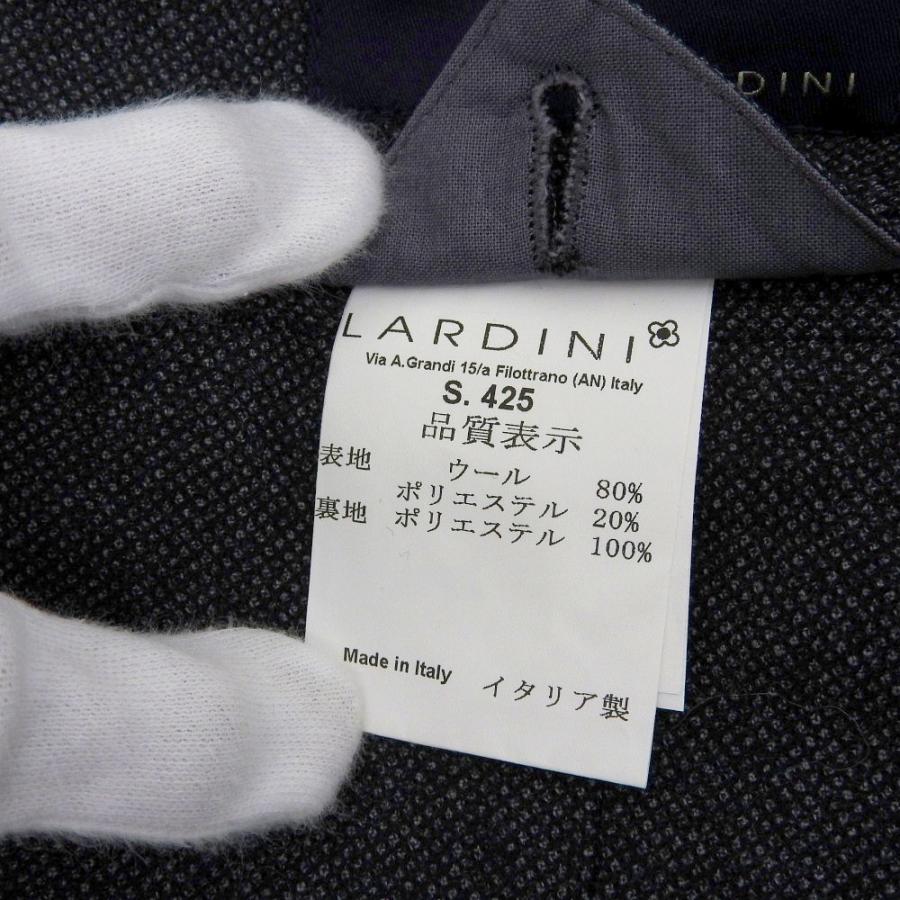 DINI
LARDINI
Via A.Grandi 15/a Filottrano (AN) Italy
S. 425
品質表示
表地 ウール 80%
ポリエステル 20%
裏地 ポリエステル 100%
Made in Italy イタリア製